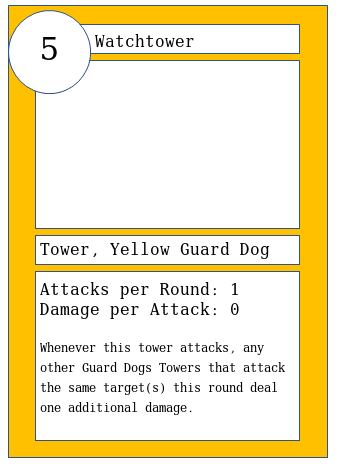 5
Watchtower
Tower, Yellow Guard Dog
Attacks per Round: 1
Damage per Attack: 0
Whenever this tower attacks, any
other Guard Dogs Towers that attack
the same target(s) this round deal
one additional damage.